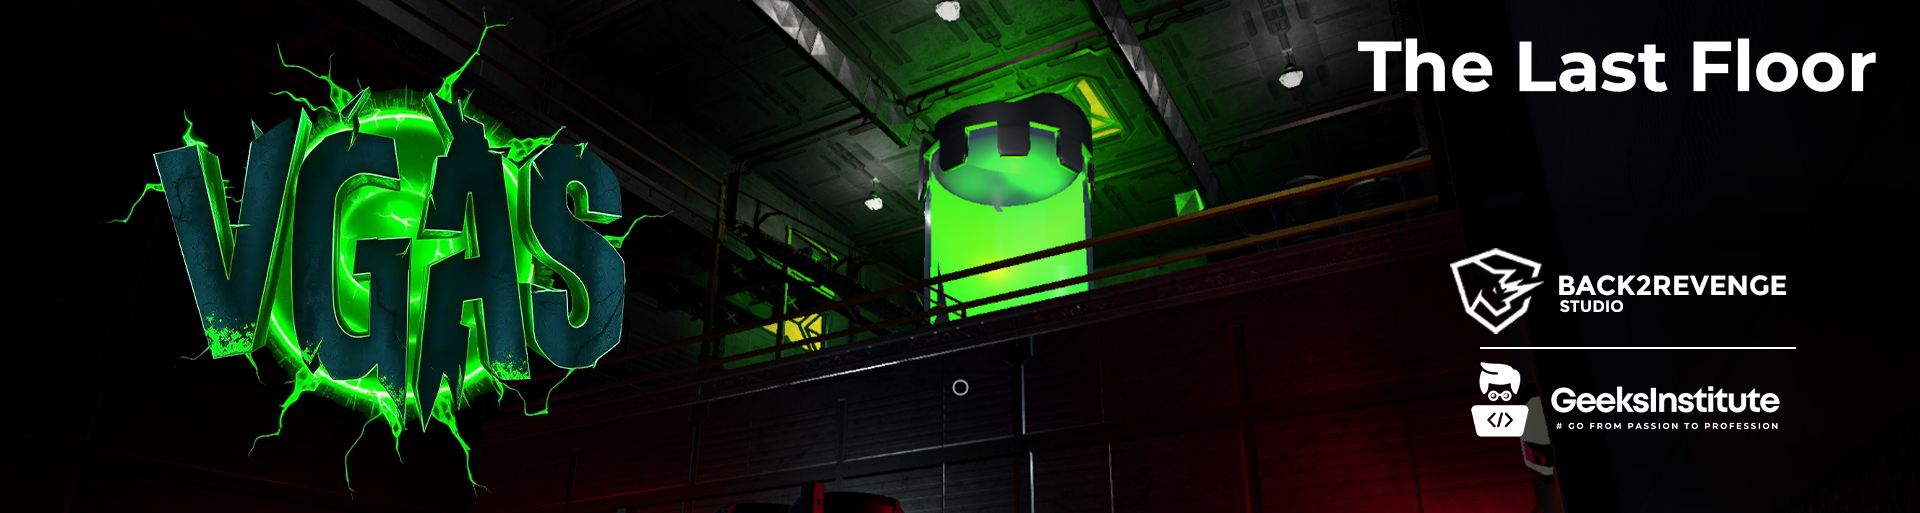 VGAS
The Last Floor
BACK2REVENGE
STUDIO
</>
GeeksInstitute
# GO FROM PASSION TO PROFESSION